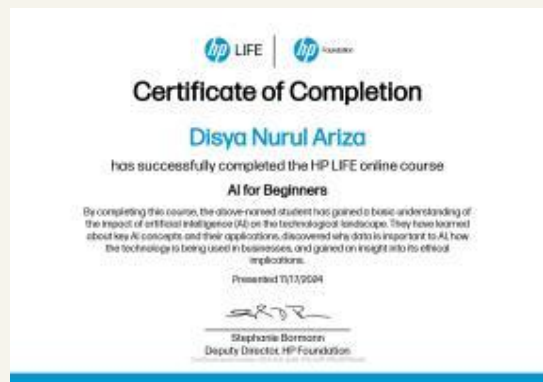 hp LIFE hp Foundation
Certificate of Completion
Disya Nurul Ariza
has successfully completed the HP LIFE online course
AI for Beginners
By completing this course, the above-named student has gained a basic understanding of
the impact of artificial intelligence (AI) on the technological landscape. They have learned
about key AI concepts and their applications, discovered why data is important to AI, how
the technology is being used in businesses, and gained an insight into its ethical
implications.
Presented 11/17/2024
Stephanie Bormann
Deputy Director, HP Foundation